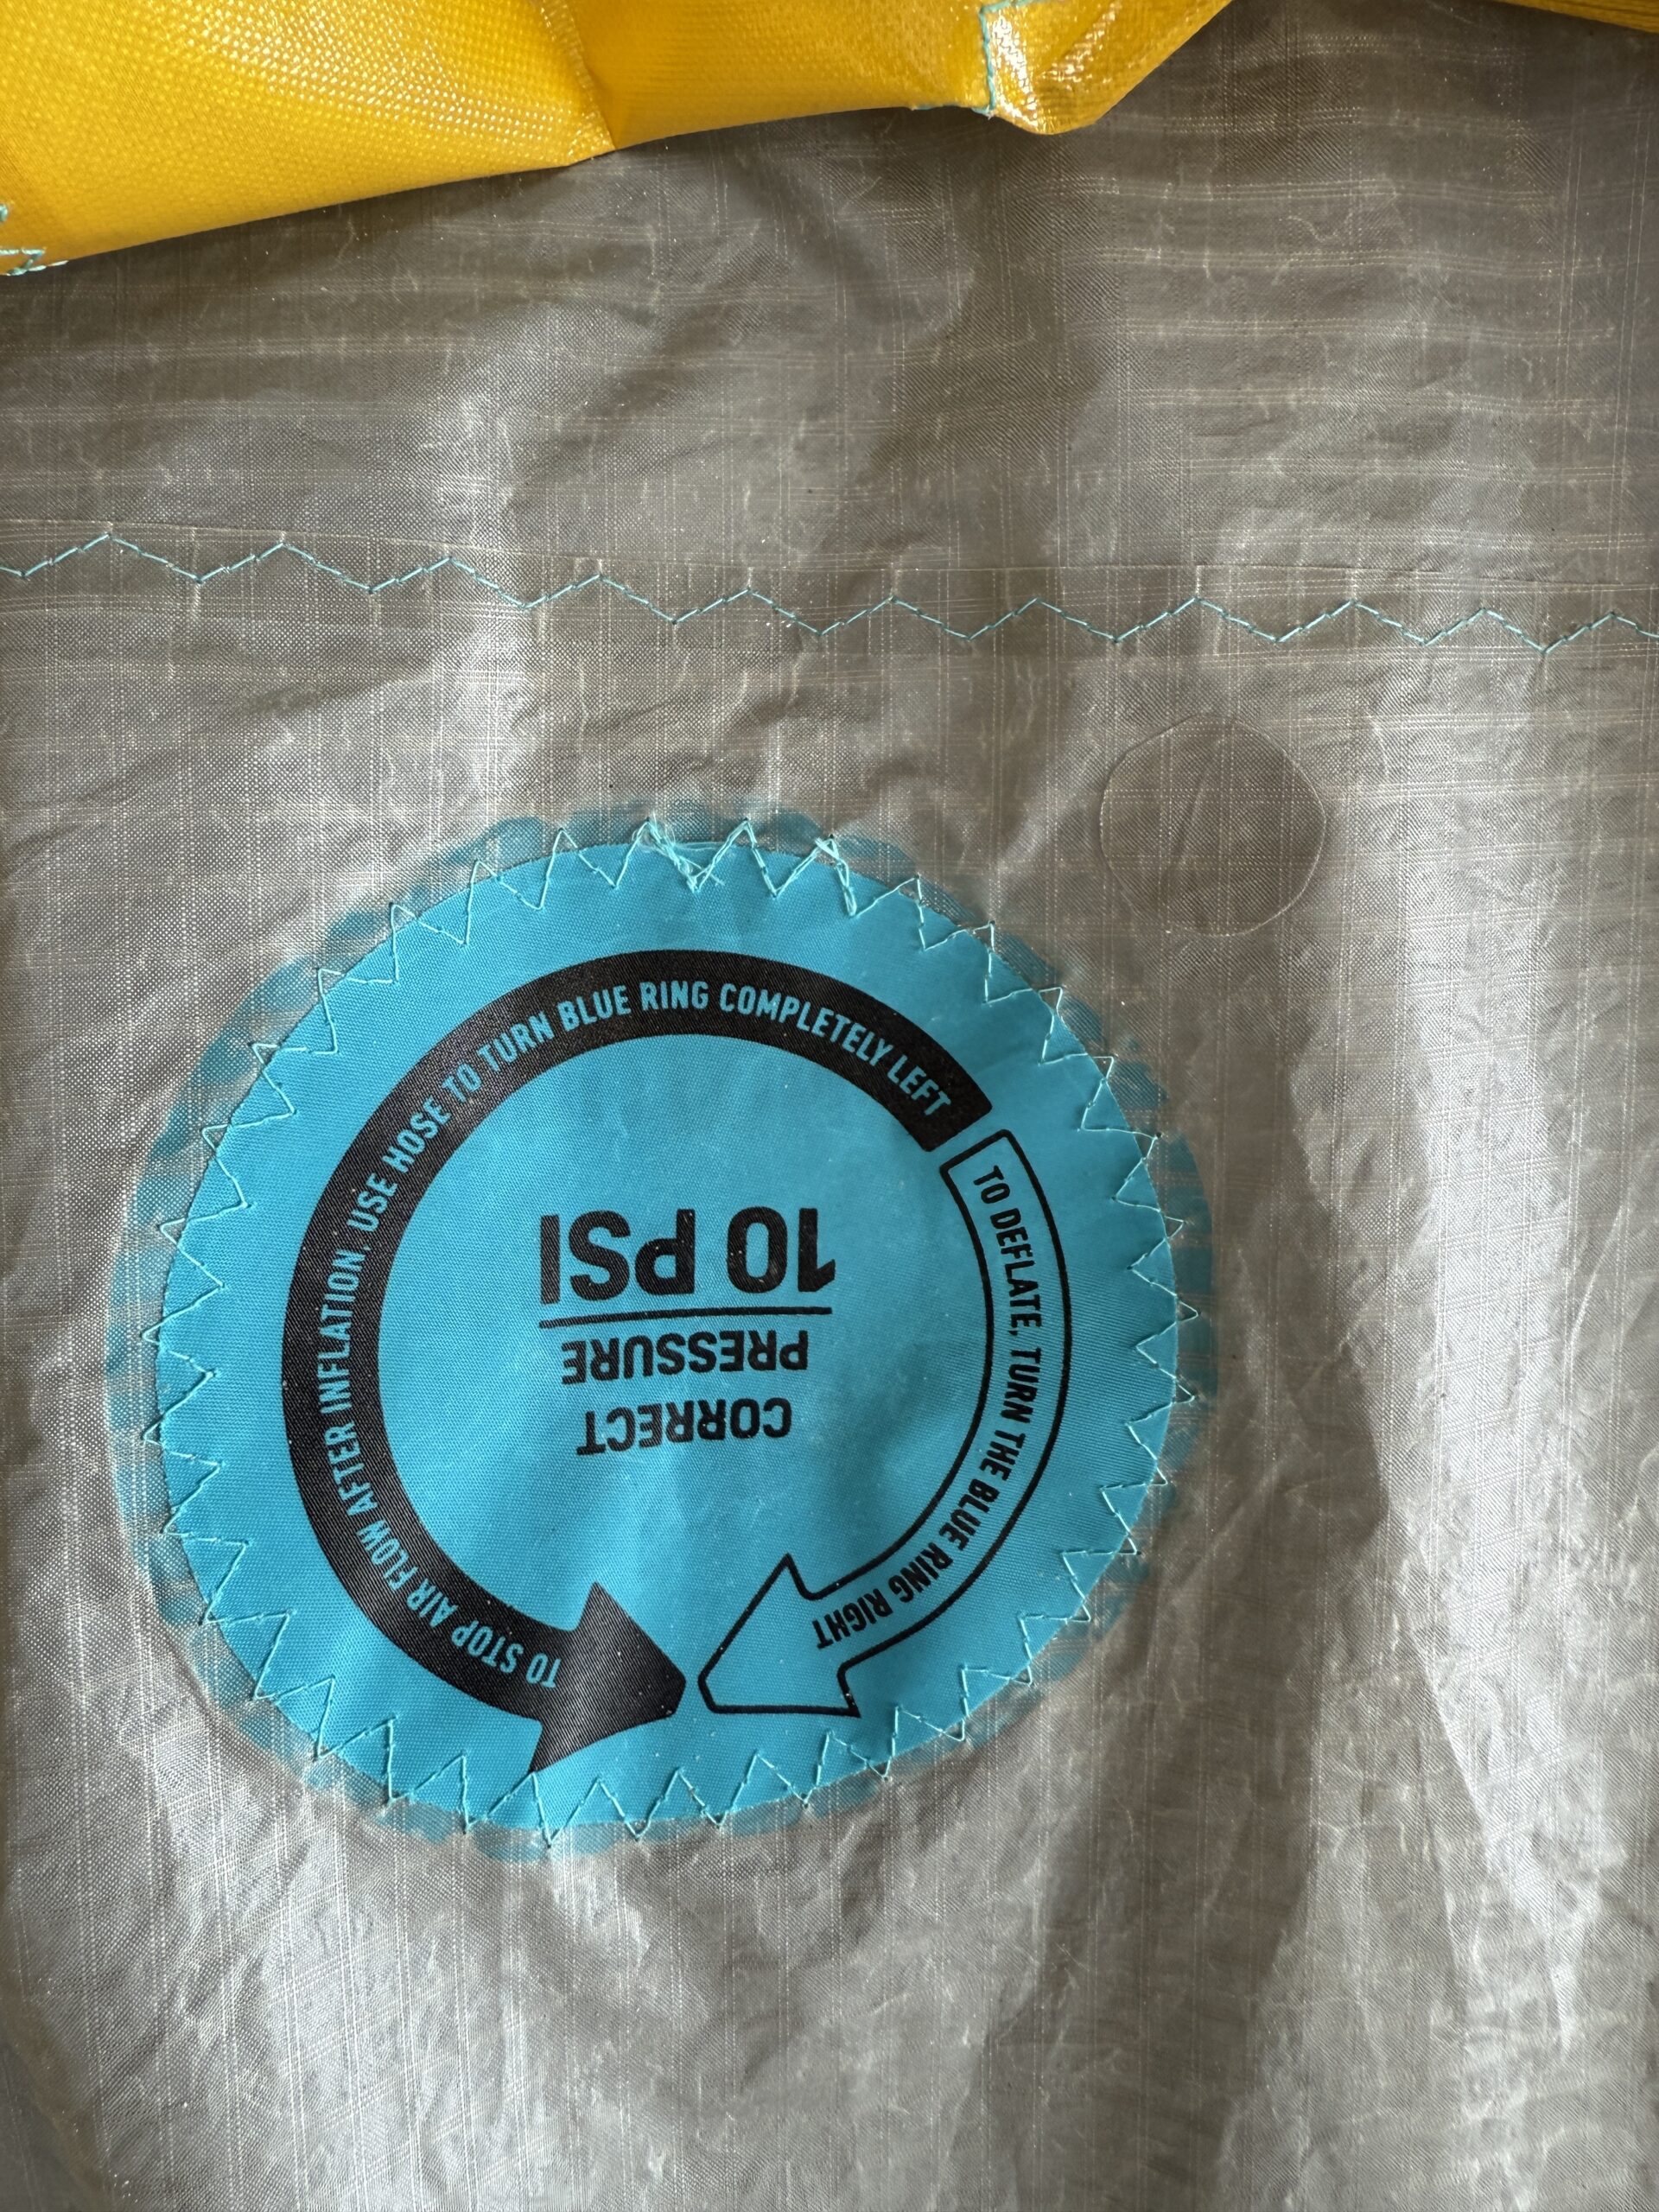 TO STOP AIR FLOW AFTER INFLATION, USE HOSE TO TURN BLUE RING COMPLETELY LEFT
TO DEFLATE, TURN THE BLUE RING RIGHT
CORRECT
PRESSURE
10 PSI